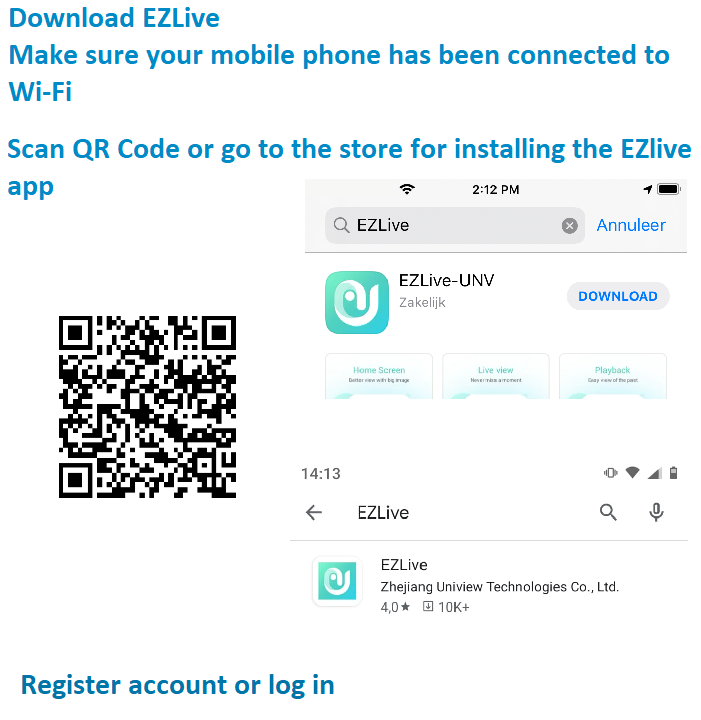 Download EZLive
Make sure your mobile phone has been connected to
Wi-Fi
Scan QR Code or go to the store for installing the EZlive
app
2:12 PM
EZLive
Annuleer
EZLive-UNV
Zakelijk
DOWNLOAD
Home Screen
Better view with big image
Live view
Never miss a moment
Playback
Easy view of the past
14:13
EZLive
EZLive
Zhejiang Uniview Technologies Co., Ltd.
4,0★ 10K+
Register account or log in